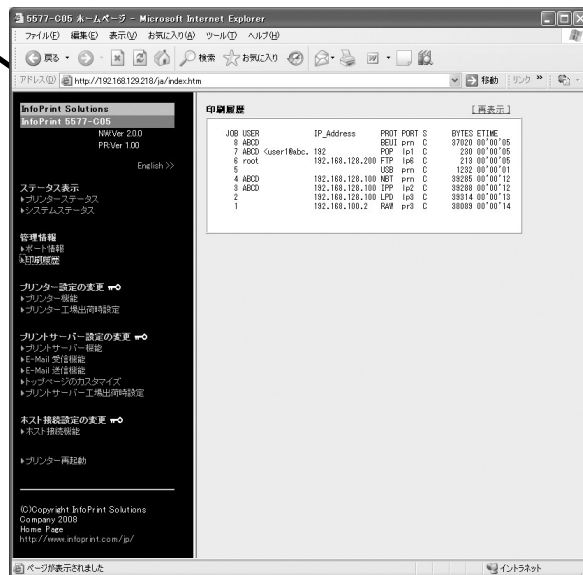 5577-C05 ホームページ - Microsoft Internet Explorer
ファイル(F) 編集(E) 表示(V) お気に入り(A) ツール(T) ヘルプ(H)
戻る 検索 お気に入り
アドレス(D) http://192.168.129.218/ja/index.htm 移動 リンク »
InfoPrint Solutions
InfoPrint 5577-C05
NW:Ver 2.0.0
PR:Ver 1.00
English >>
ステータス表示
プリンターステータス
システムステータス
管理情報
ポート情報
印刷履歴
プリンター設定の変更
プリンター機能
プリンター工場出荷時設定
プリントサーバー設定の変更
プリントサーバー機能
E-Mail 受信機能
E-Mail 送信機能
トップページのカスタマイズ
プリントサーバー工場出荷時設定
ホスト接続設定の変更
ホスト接続機能
プリンター再起動
(C)Copyright InfoPrint Solutions
Company 2008
Home Page
http://www.infoprint.com/jp/
印刷履歴 [再表示]
JOB USER IP_Address PROT PORT S BYTES ETIME
8 ABCD BEUI prn C 37020 00'00'05
7 ABCD <user1@abc. 192 POP lp1 C 230 00'00'05
6 root 192.168.128.200 FTP lp6 C 213 00'00'05
5 USB prn C 1232 00'00'01
4 ABCD 192.168.128.100 NBT prn C 39285 00'00'12
3 ABCD 192.168.128.100 IPP lp2 C 39288 00'00'12
2 192.168.128.100 LPD lp3 C 39314 00'00'13
1 192.168.100.2 RAW pr3 C 38089 00'00'14
ページが表示されました イントラネット